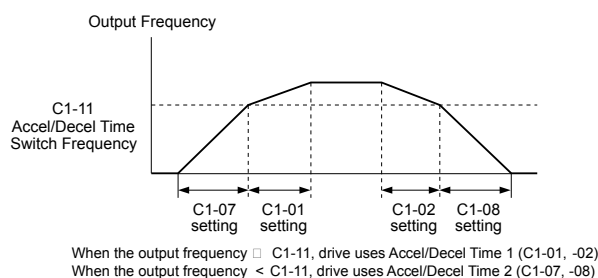 Output Frequency
C1-11
Accel/Decel Time
Switch Frequency
C1-07
setting
C1-01
setting
C1-02
setting
C1-08
setting
When the output frequency □ C1-11, drive uses Accel/Decel Time 1 (C1-01, -02)
When the output frequency < C1-11, drive uses Accel/Decel Time 2 (C1-07, -08)